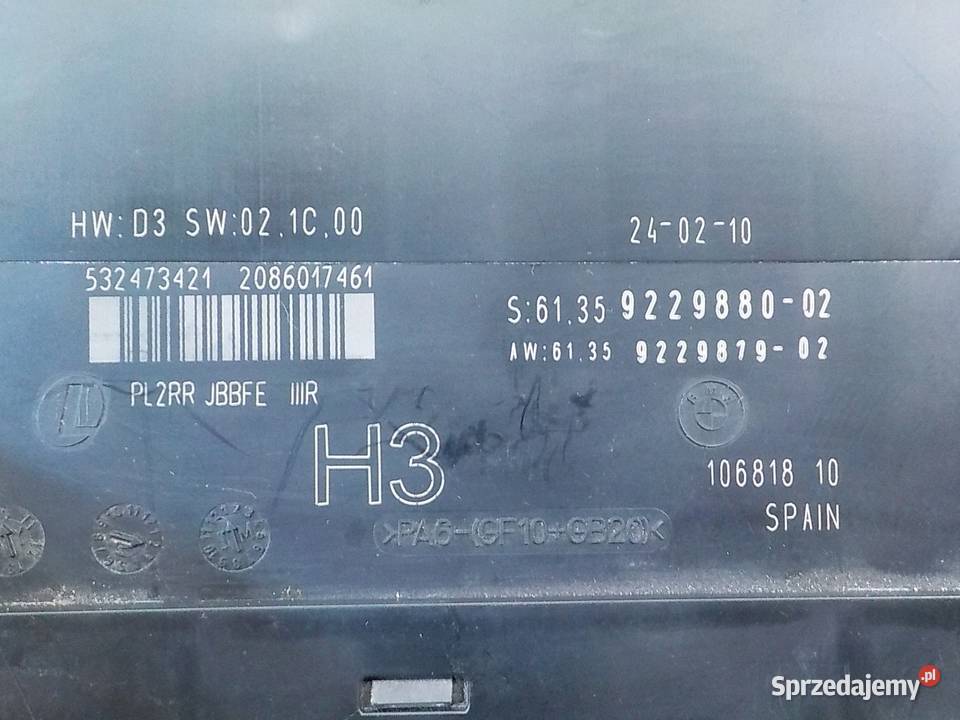 HW: D3 SW:02.1C.00
24-02-10
532473421 2086017461
S:61.35 9229880-02
AW:61.35 9229879-02
PL2RR JBBFE IIIR
BMW
H3
106818 10
>PA6-(GF10+GB20)<
SPAIN
Sprzedajemy.pl